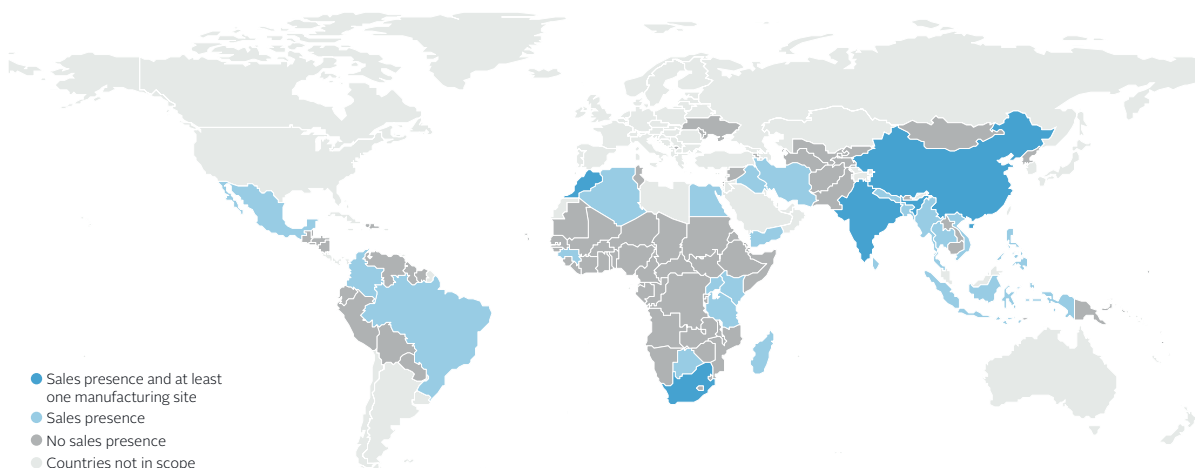 Sales presence and at least
one manufacturing site
Sales presence
No sales presence
Countries not in scope